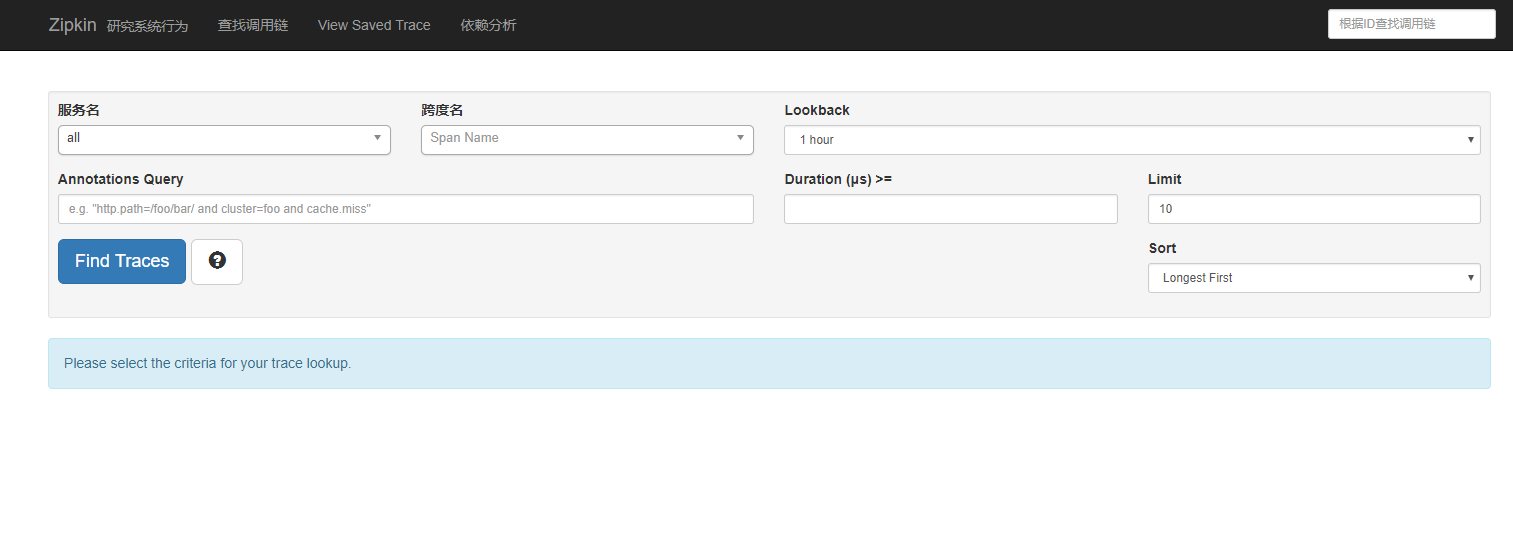 Zipkin 研究系统行为 查找调用链 View Saved Trace 依赖分析 根据ID查找调用链
服务名 跨度名 Lookback
all Span Name 1 hour
Annotations Query Duration (μs) >= Limit
e.g. "http.path=/foo/bar/ and cluster=foo and cache.miss" 10
Find Traces ? Sort
Longest First
Please select the criteria for your trace lookup.